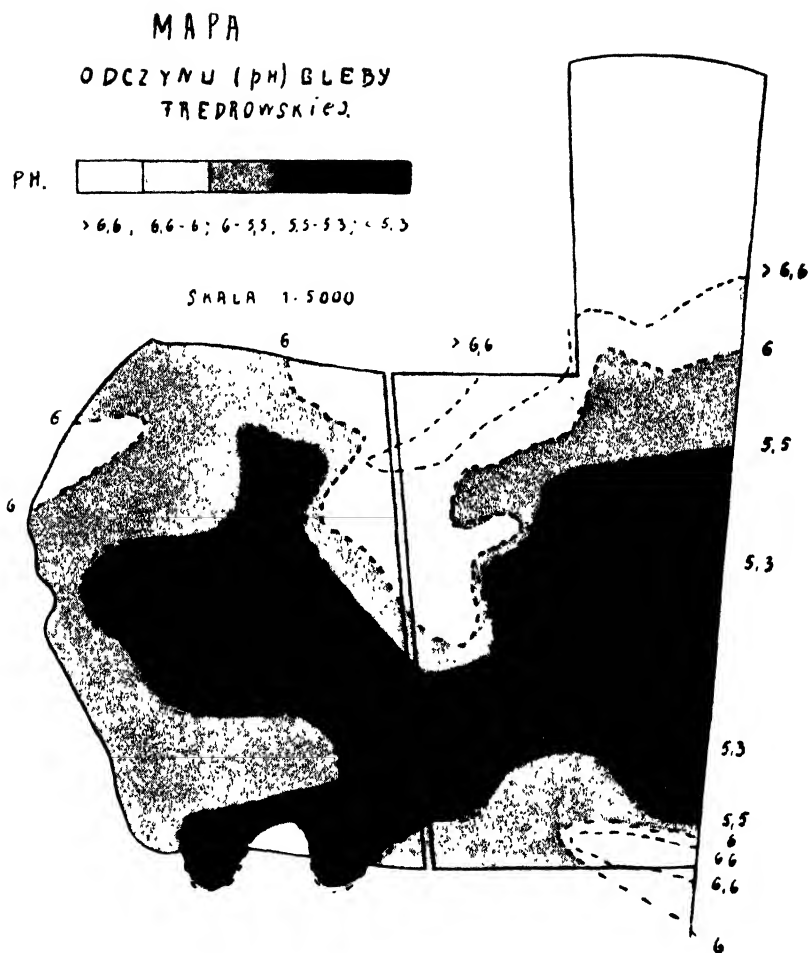 MAPA
ODCZYNU (pH) GLEBY
FREDROWSKIEJ.
PH.
> 6,6, 6,6-6; 6-5,5, 5,5-5,3; < 5,3
SKALA 1-5000
6
> 6,6
> 6,6
6
6
5,5
6
5,3
5,3
5,5
6
6 6
6,6
6